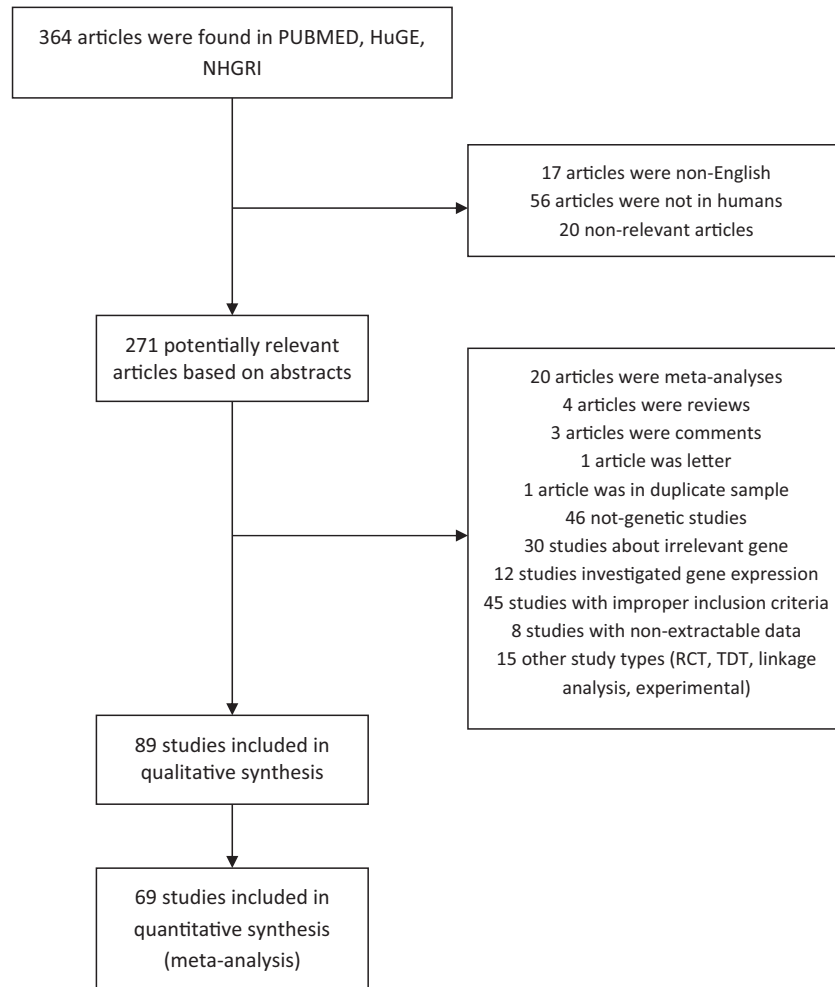 364 articles were found in PUBMED, HuGE,
NHGRI
17 articles were non-English
56 articles were not in humans
20 non-relevant articles
271 potentially relevant
articles based on abstracts
20 articles were meta-analyses
4 articles were reviews
3 articles were comments
1 article was letter
1 article was in duplicate sample
46 not-genetic studies
30 studies about irrelevant gene
12 studies investigated gene expression
45 studies with improper inclusion criteria
8 studies with non-extractable data
15 other study types (RCT, TDT, linkage
analysis, experimental)
89 studies included in
qualitative synthesis
69 studies included in
quantitative synthesis
(meta-analysis)